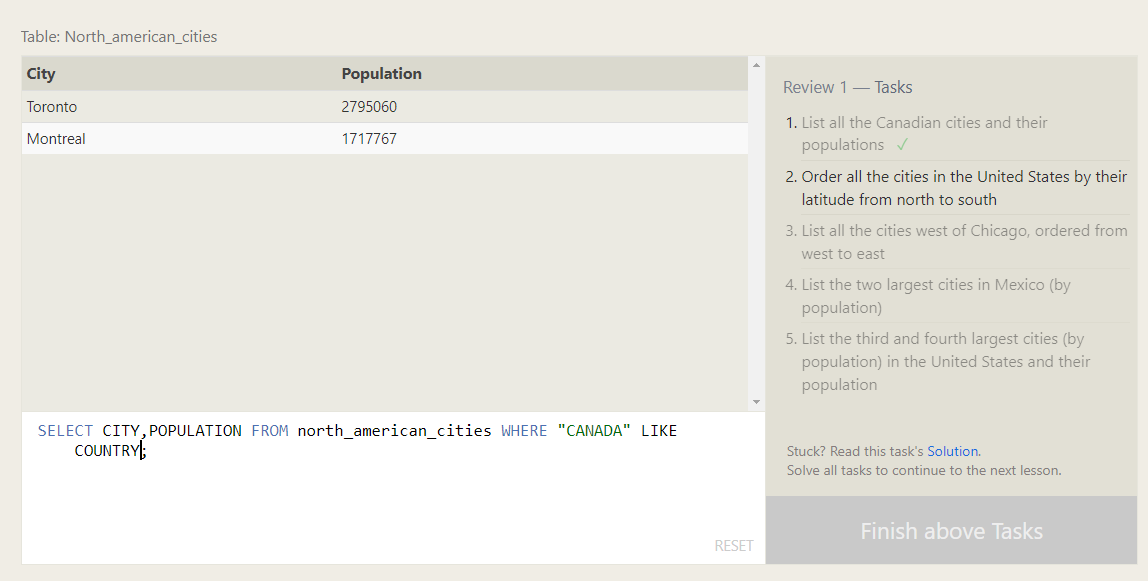 Table: North_american_cities
City Population
Toronto 2795060
Montreal 1717767
SELECT CITY,POPULATION FROM north_american_cities WHERE "CANADA" LIKE
COUNTRY;
RESET
Review 1 — Tasks
1. List all the Canadian cities and their
populations ✓
2. Order all the cities in the United States by their
latitude from north to south
3. List all the cities west of Chicago, ordered from
west to east
4. List the two largest cities in Mexico (by
population)
5. List the third and fourth largest cities (by
population) in the United States and their
population
Stuck? Read this task's Solution.
Solve all tasks to continue to the next lesson.
Finish above Tasks